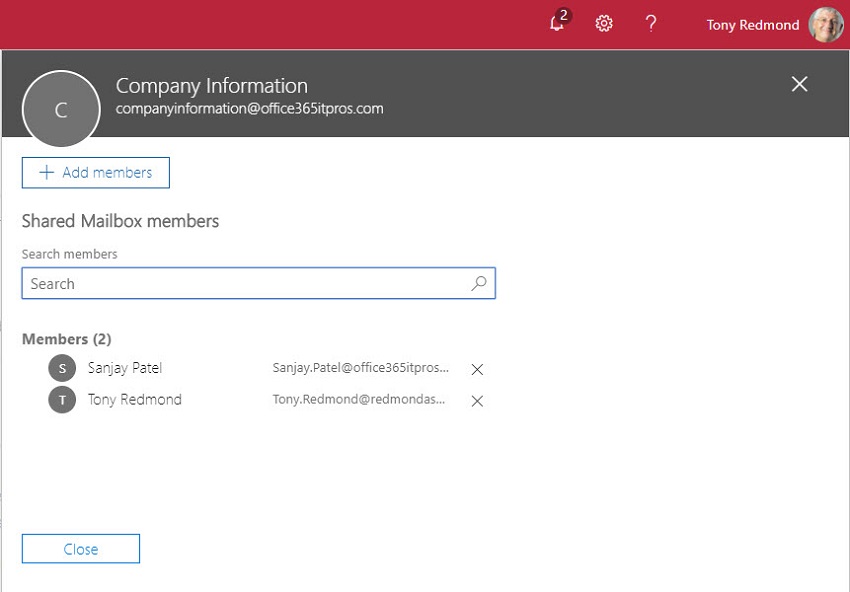 2
? Tony Redmond
C
Company Information
companyinformation@office365itpros.com
+ Add members
Shared Mailbox members
Search members
Search
Members (2)
S Sanjay Patel Sanjay.Patel@office365itpros...
T Tony Redmond Tony.Redmond@redmondas...
Close